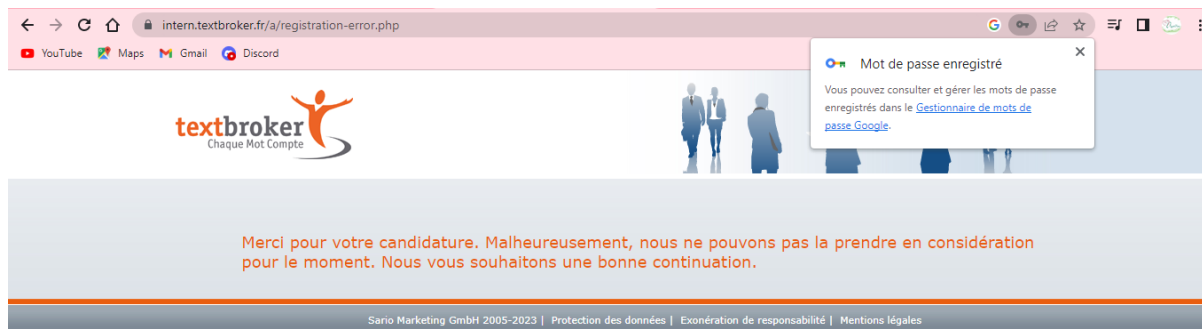 intern.textbroker.fr/a/registration-error.php
YouTube Maps Gmail Discord
Mot de passe enregistré
Vous pouvez consulter et gérer les mots de passe
enregistrés dans le Gestionnaire de mots de
passe Google.
textbroker
Chaque Mot Compte
Merci pour votre candidature. Malheureusement, nous ne pouvons pas la prendre en considération
pour le moment. Nous vous souhaitons une bonne continuation.
Sario Marketing GmbH 2005-2023 | Protection des données | Exonération de responsabilité | Mentions légales